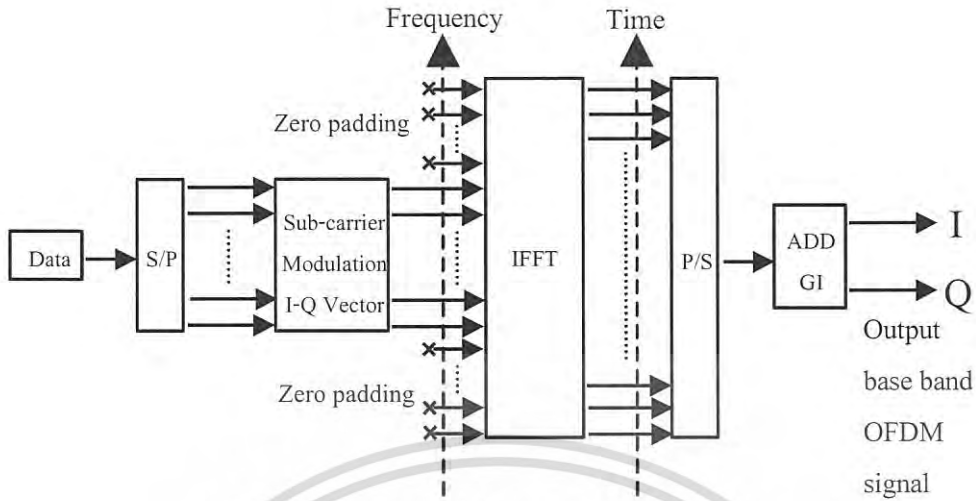 Frequency
Time
Zero padding
Data
S/P
Sub-carrier
Modulation
I-Q Vector
IFFT
P/S
ADD
GI
I
Q
Output
base band
OFDM
signal
Zero padding